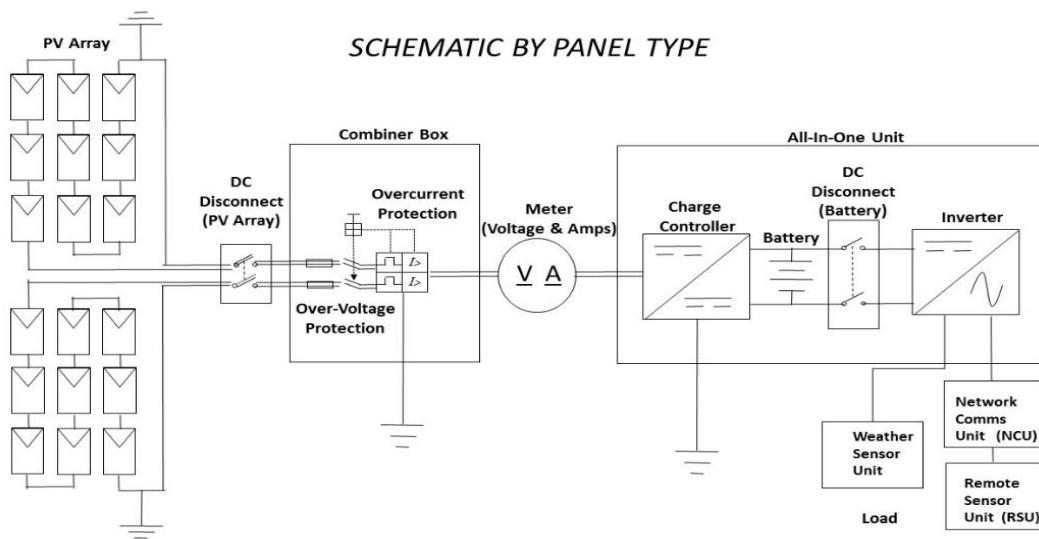 SCHEMATIC BY PANEL TYPE
PV Array
DC
Disconnect
(PV Array)
Combiner Box
Overcurrent
Protection
I>
I>
Over-Voltage
Protection
Meter
(Voltage & Amps)
V A
All-In-One Unit
Charge
Controller
Battery
DC
Disconnect
(Battery)
Inverter
Weather
Sensor
Unit
Network
Comms
Unit (NCU)
Remote
Sensor
Unit (RSU)
Load